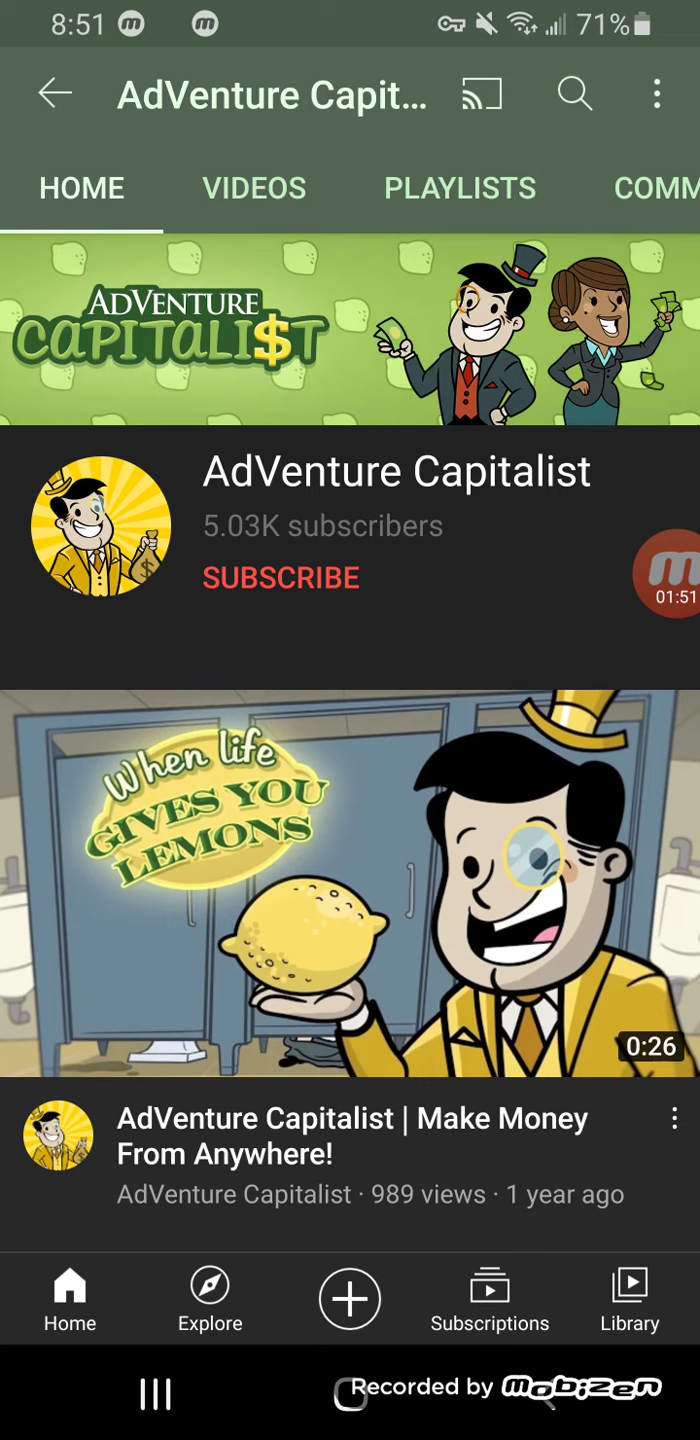 8:51 71%
AdVenture Capit...
HOME VIDEOS PLAYLISTS COMM
ADVENTURE
CAPITALI$T
AdVenture Capitalist
5.03K subscribers
SUBSCRIBE
01:51
When life
GIVES YOU
LEMONS
0:26
AdVenture Capitalist | Make Money
From Anywhere!
AdVenture Capitalist · 989 views · 1 year ago
Home Explore Subscriptions Library
Recorded by mobizen